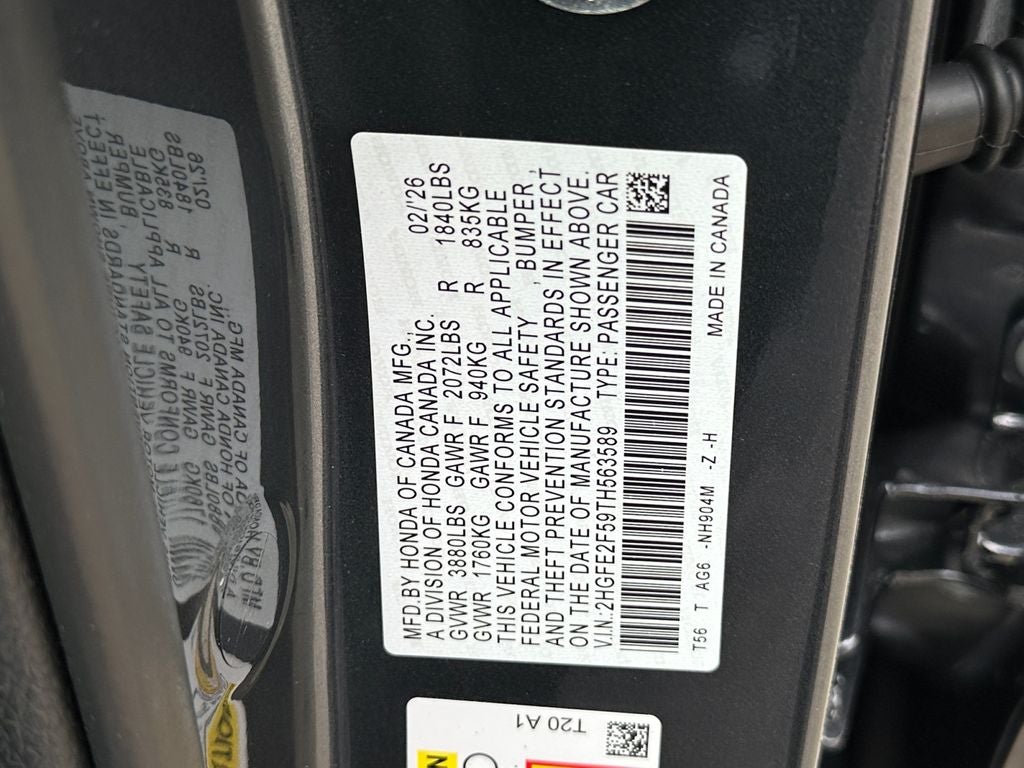 MFD.BY HONDA OF CANADA MFG.,
A DIVISION OF HONDA CANADA INC. 02/'26
GVWR 3880LBS GAWR F 2072LBS R 1840LBS
GVWR 1760KG GAWR F 940KG R 835KG
THIS VEHICLE CONFORMS TO ALL APPLICABLE
FEDERAL MOTOR VEHICLE SAFETY , BUMPER ,
AND THEFT PREVENTION STANDARDS IN EFFECT
ON THE DATE OF MANUFACTURE SHOWN ABOVE.
V.I.N.:2HGFE2F59TH563589 TYPE: PASSENGER CAR
T56 T AG6 -NH904M -Z -H MADE IN CANADA
T20 A1